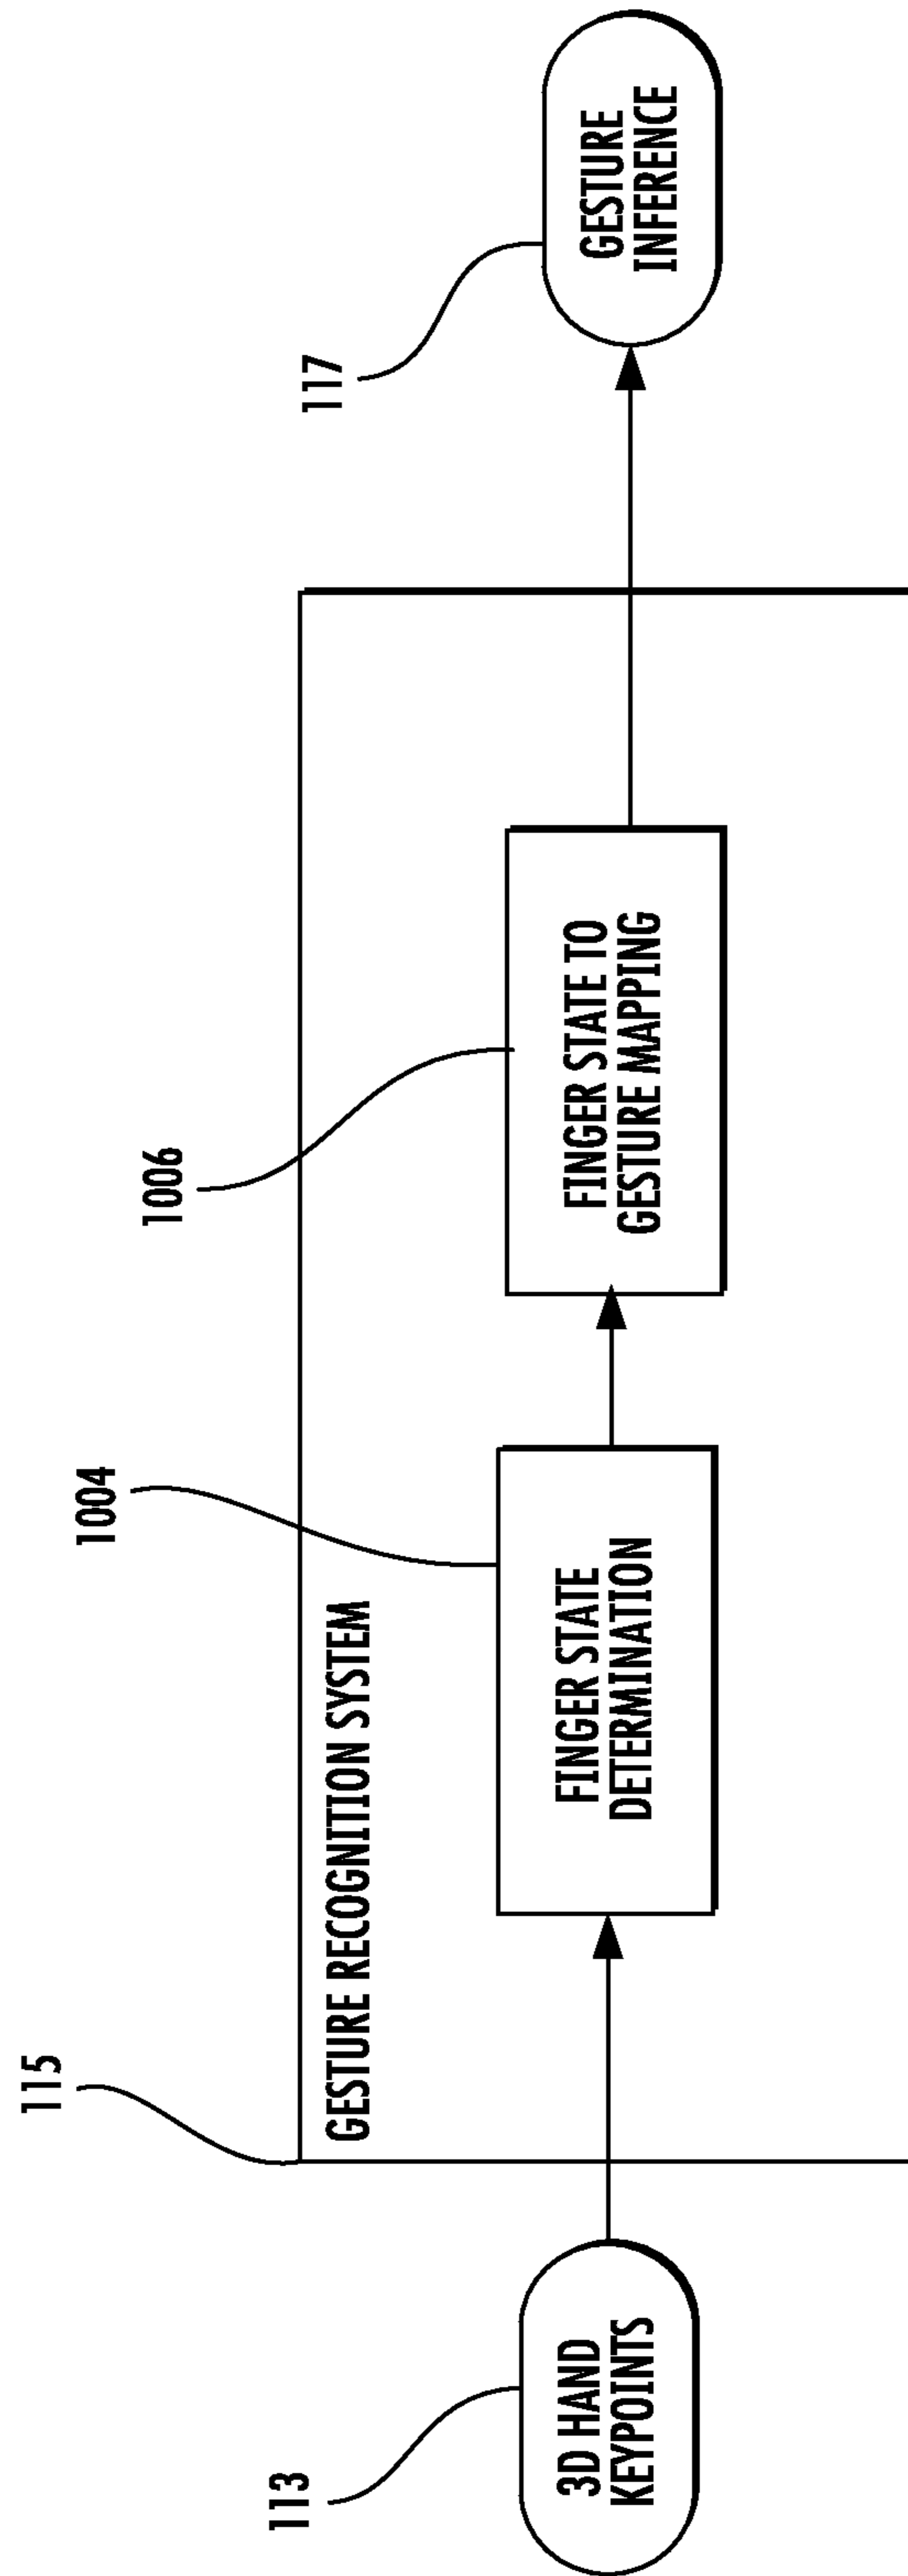 115
GESTURE RECOGNITION SYSTEM
113
3D HAND
KEYPOINTS
1004
FINGER STATE
DETERMINATION
1006
FINGER STATE TO
GESTURE MAPPING
117
GESTURE
INFERENCE